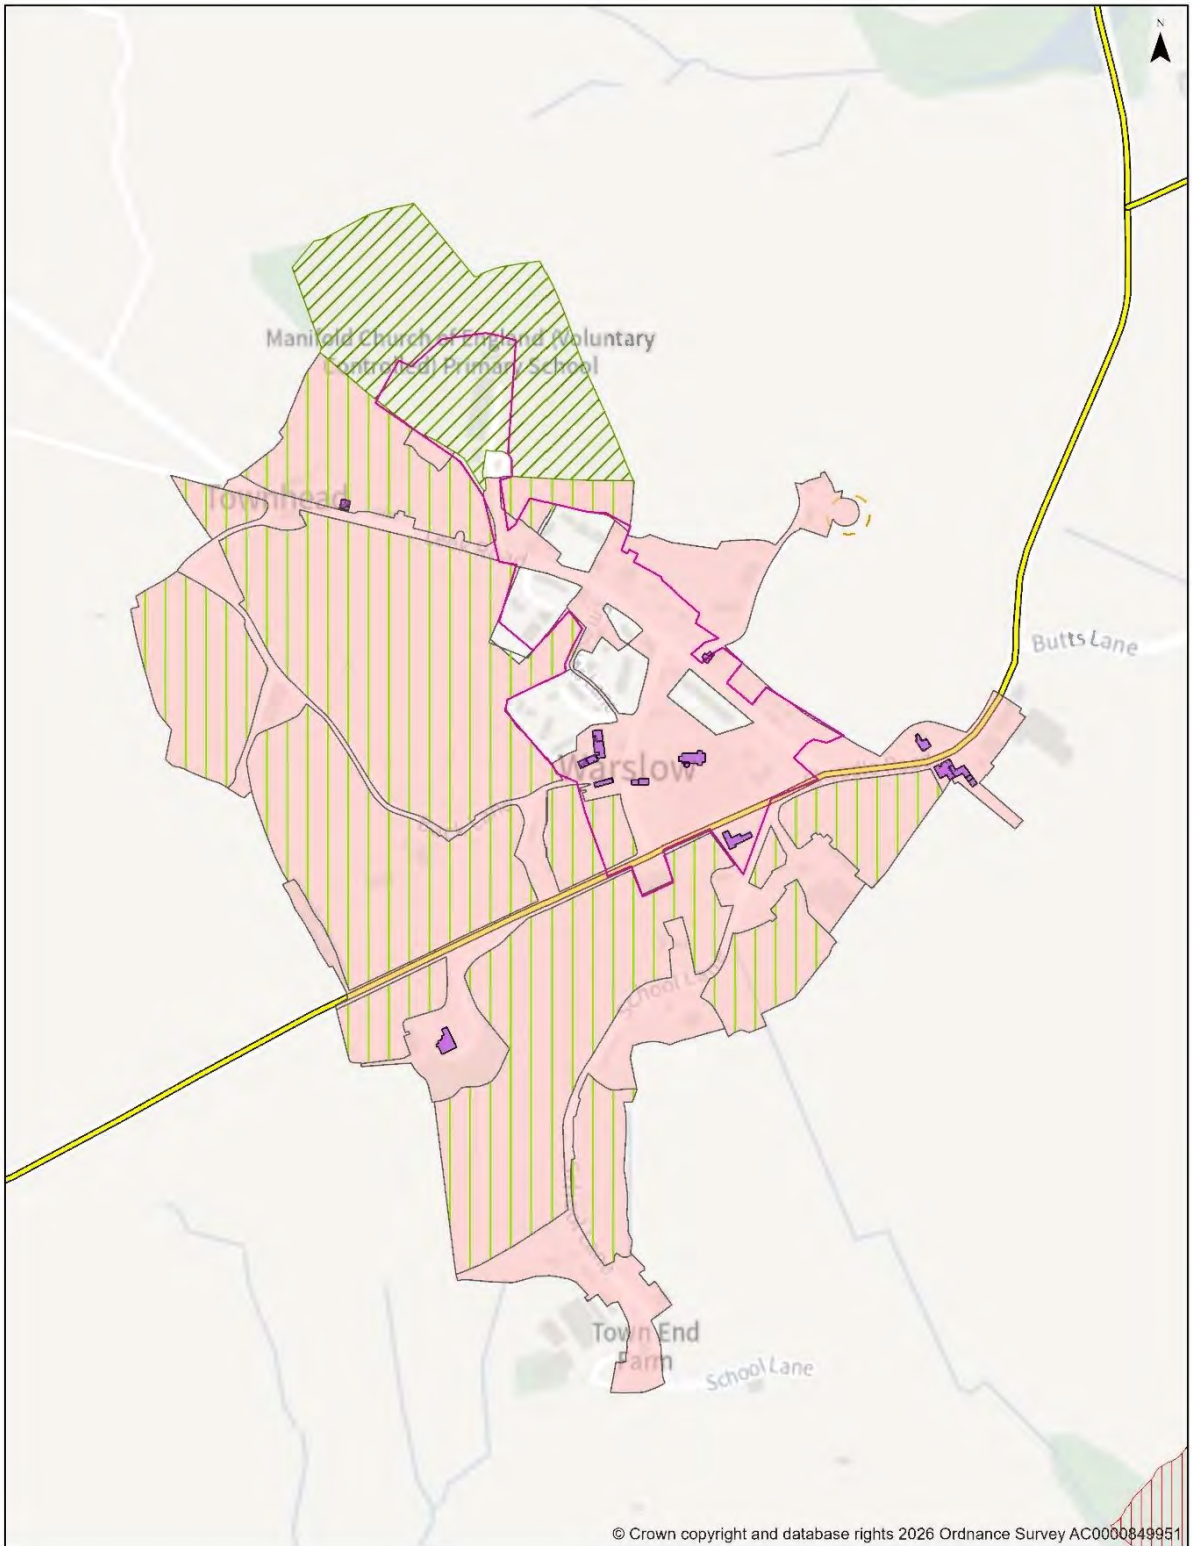 N
Manifold Church of England (Voluntary
Controlled) Primary School
Townhead
Butts Lane
Warslow
School Lane
Town End
Farm
School Lane
© Crown copyright and database rights 2026 Ordnance Survey AC0000849951